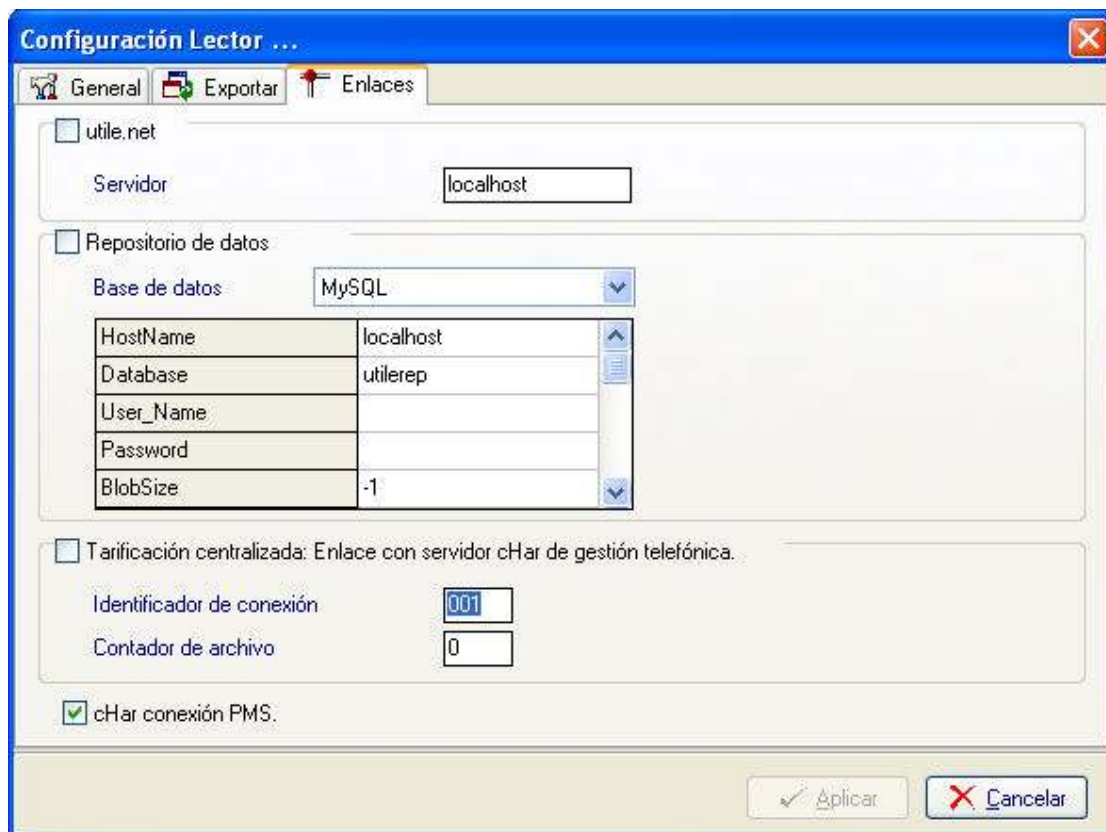 Configuración Lector ...
General Exportar Enlaces
utile.net
Servidor localhost
Repositorio de datos
Base de datos MySQL
HostName localhost
Database utilerep
User_Name
Password
BlobSize -1
Tarificación centralizada: Enlace con servidor cHar de gestión telefónica.
Identificador de conexión 001
Contador de archivo 0
cHar conexión PMS.
Aplicar Cancelar